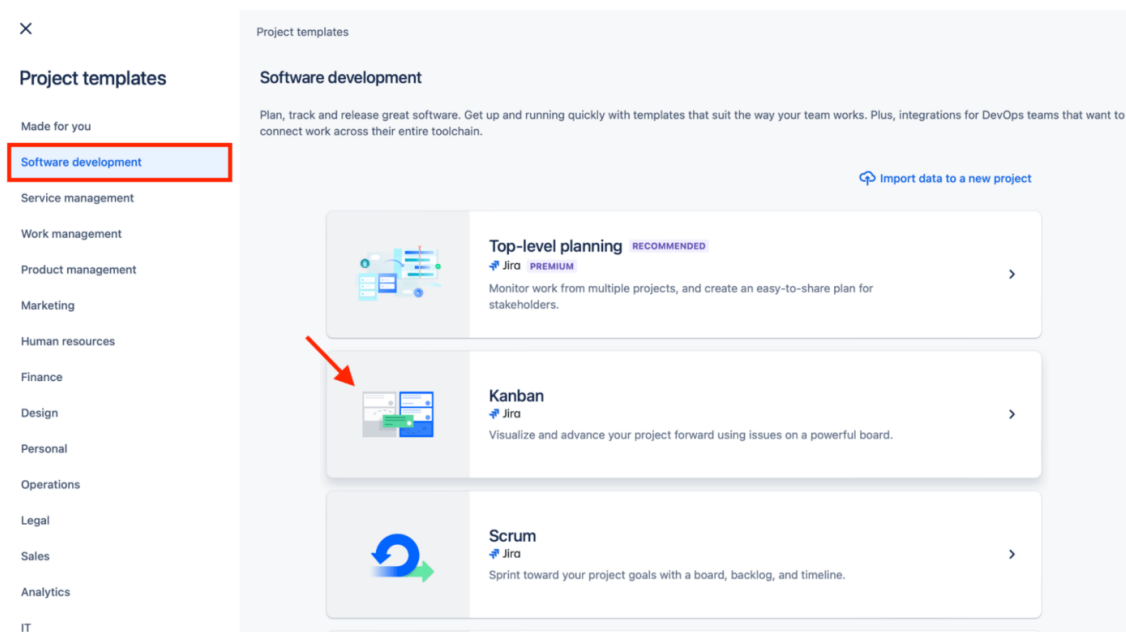 Project templates
Made for you
Software development
Service management
Work management
Product management
Marketing
Human resources
Finance
Design
Personal
Operations
Legal
Sales
Analytics
IT
Project templates
Software development
Plan, track and release great software. Get up and running quickly with templates that suit the way your team works. Plus, integrations for DevOps teams that want to
connect work across their entire toolchain.
Import data to a new project
Top-level planning RECOMMENDED
Jira PREMIUM
Monitor work from multiple projects, and create an easy-to-share plan for
stakeholders.
Kanban
Jira
Visualize and advance your project forward using issues on a powerful board.
Scrum
Jira
Sprint toward your project goals with a board, backlog, and timeline.